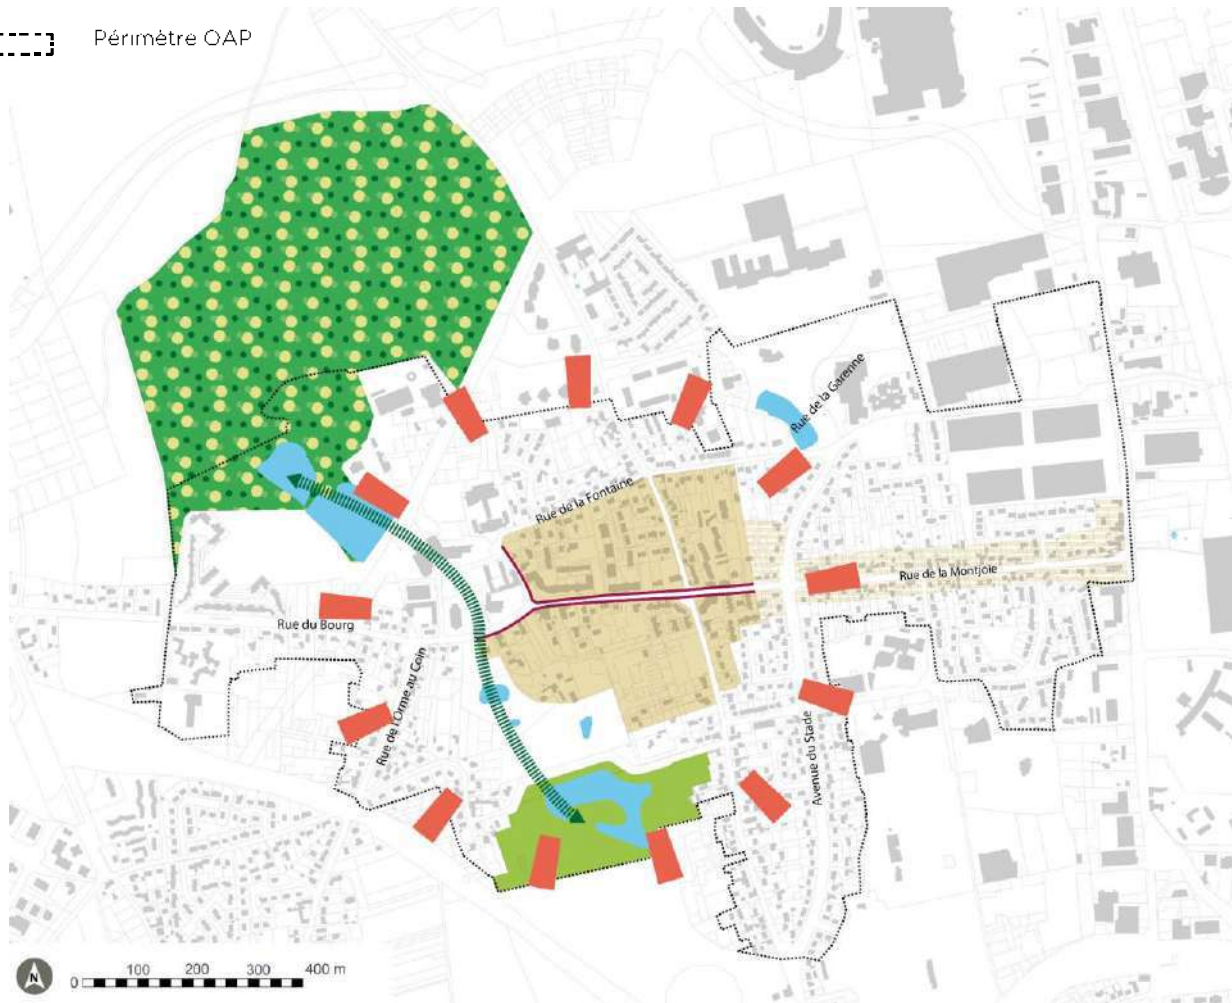 Périmètre OAP
Rue de la Garenne
Rue de la Fontaine
Rue de la Montjoie
Rue du Bourg
Rue de l'Orme au Coin
Avenue du Stade
N
0 100 200 300 400 m